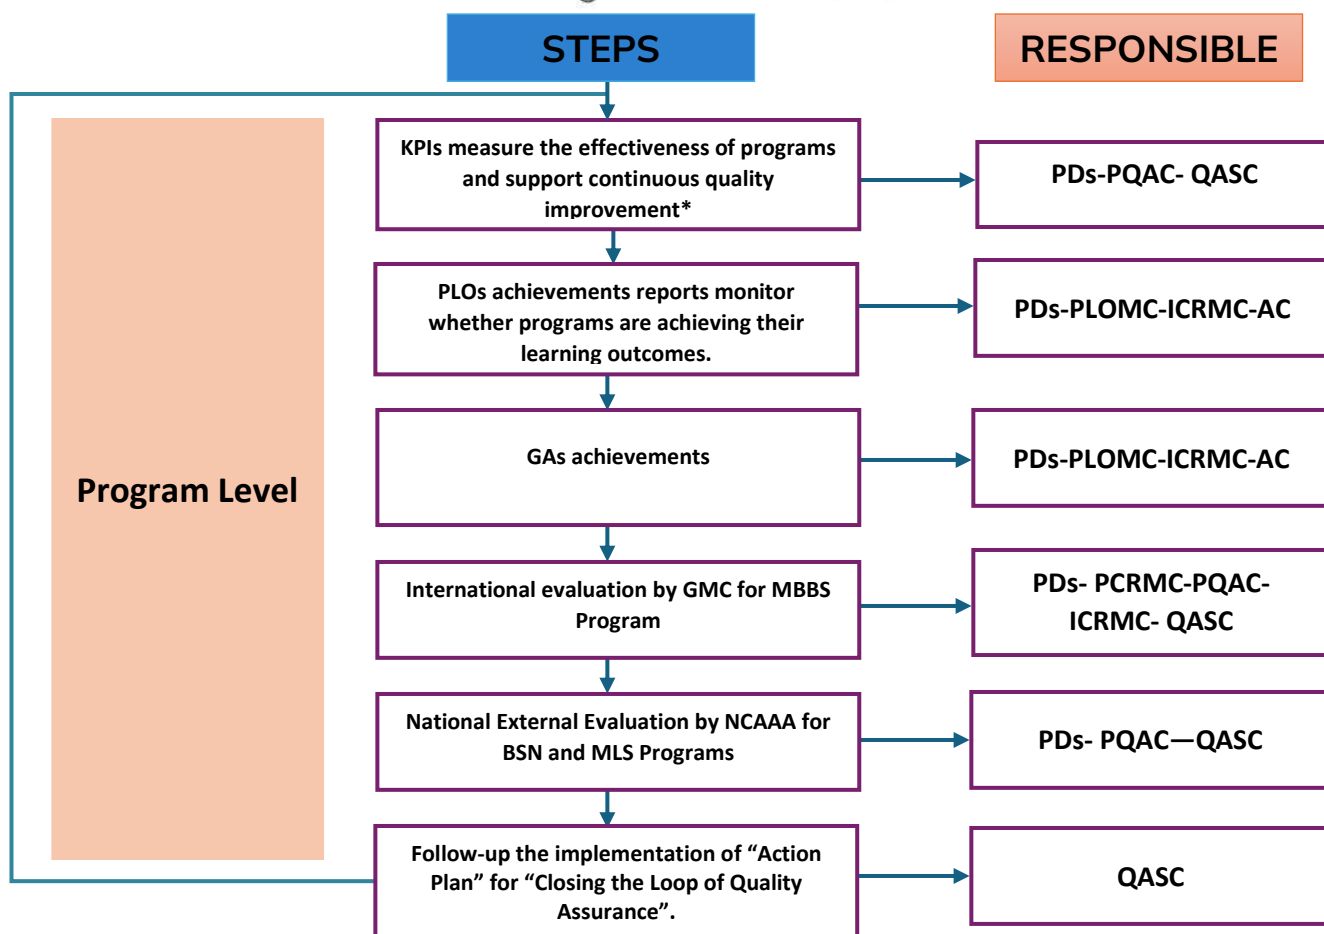 STEPS
RESPONSIBLE
Program Level
KPIs measure the effectiveness of programs
and support continuous quality
improvement*
PDs-PQAC- QASC
PLOs achievements reports monitor
whether programs are achieving their
learning outcomes.
PDs-PLOMC-ICRMC-AC
GAs achievements
PDs-PLOMC-ICRMC-AC
International evaluation by GMC for MBBS
Program
PDs- PCRMC-PQAC-
ICRMC- QASC
National External Evaluation by NCAAA for
BSN and MLS Programs
PDs- PQAC—QASC
Follow-up the implementation of “Action
Plan” for “Closing the Loop of Quality
Assurance”.
QASC